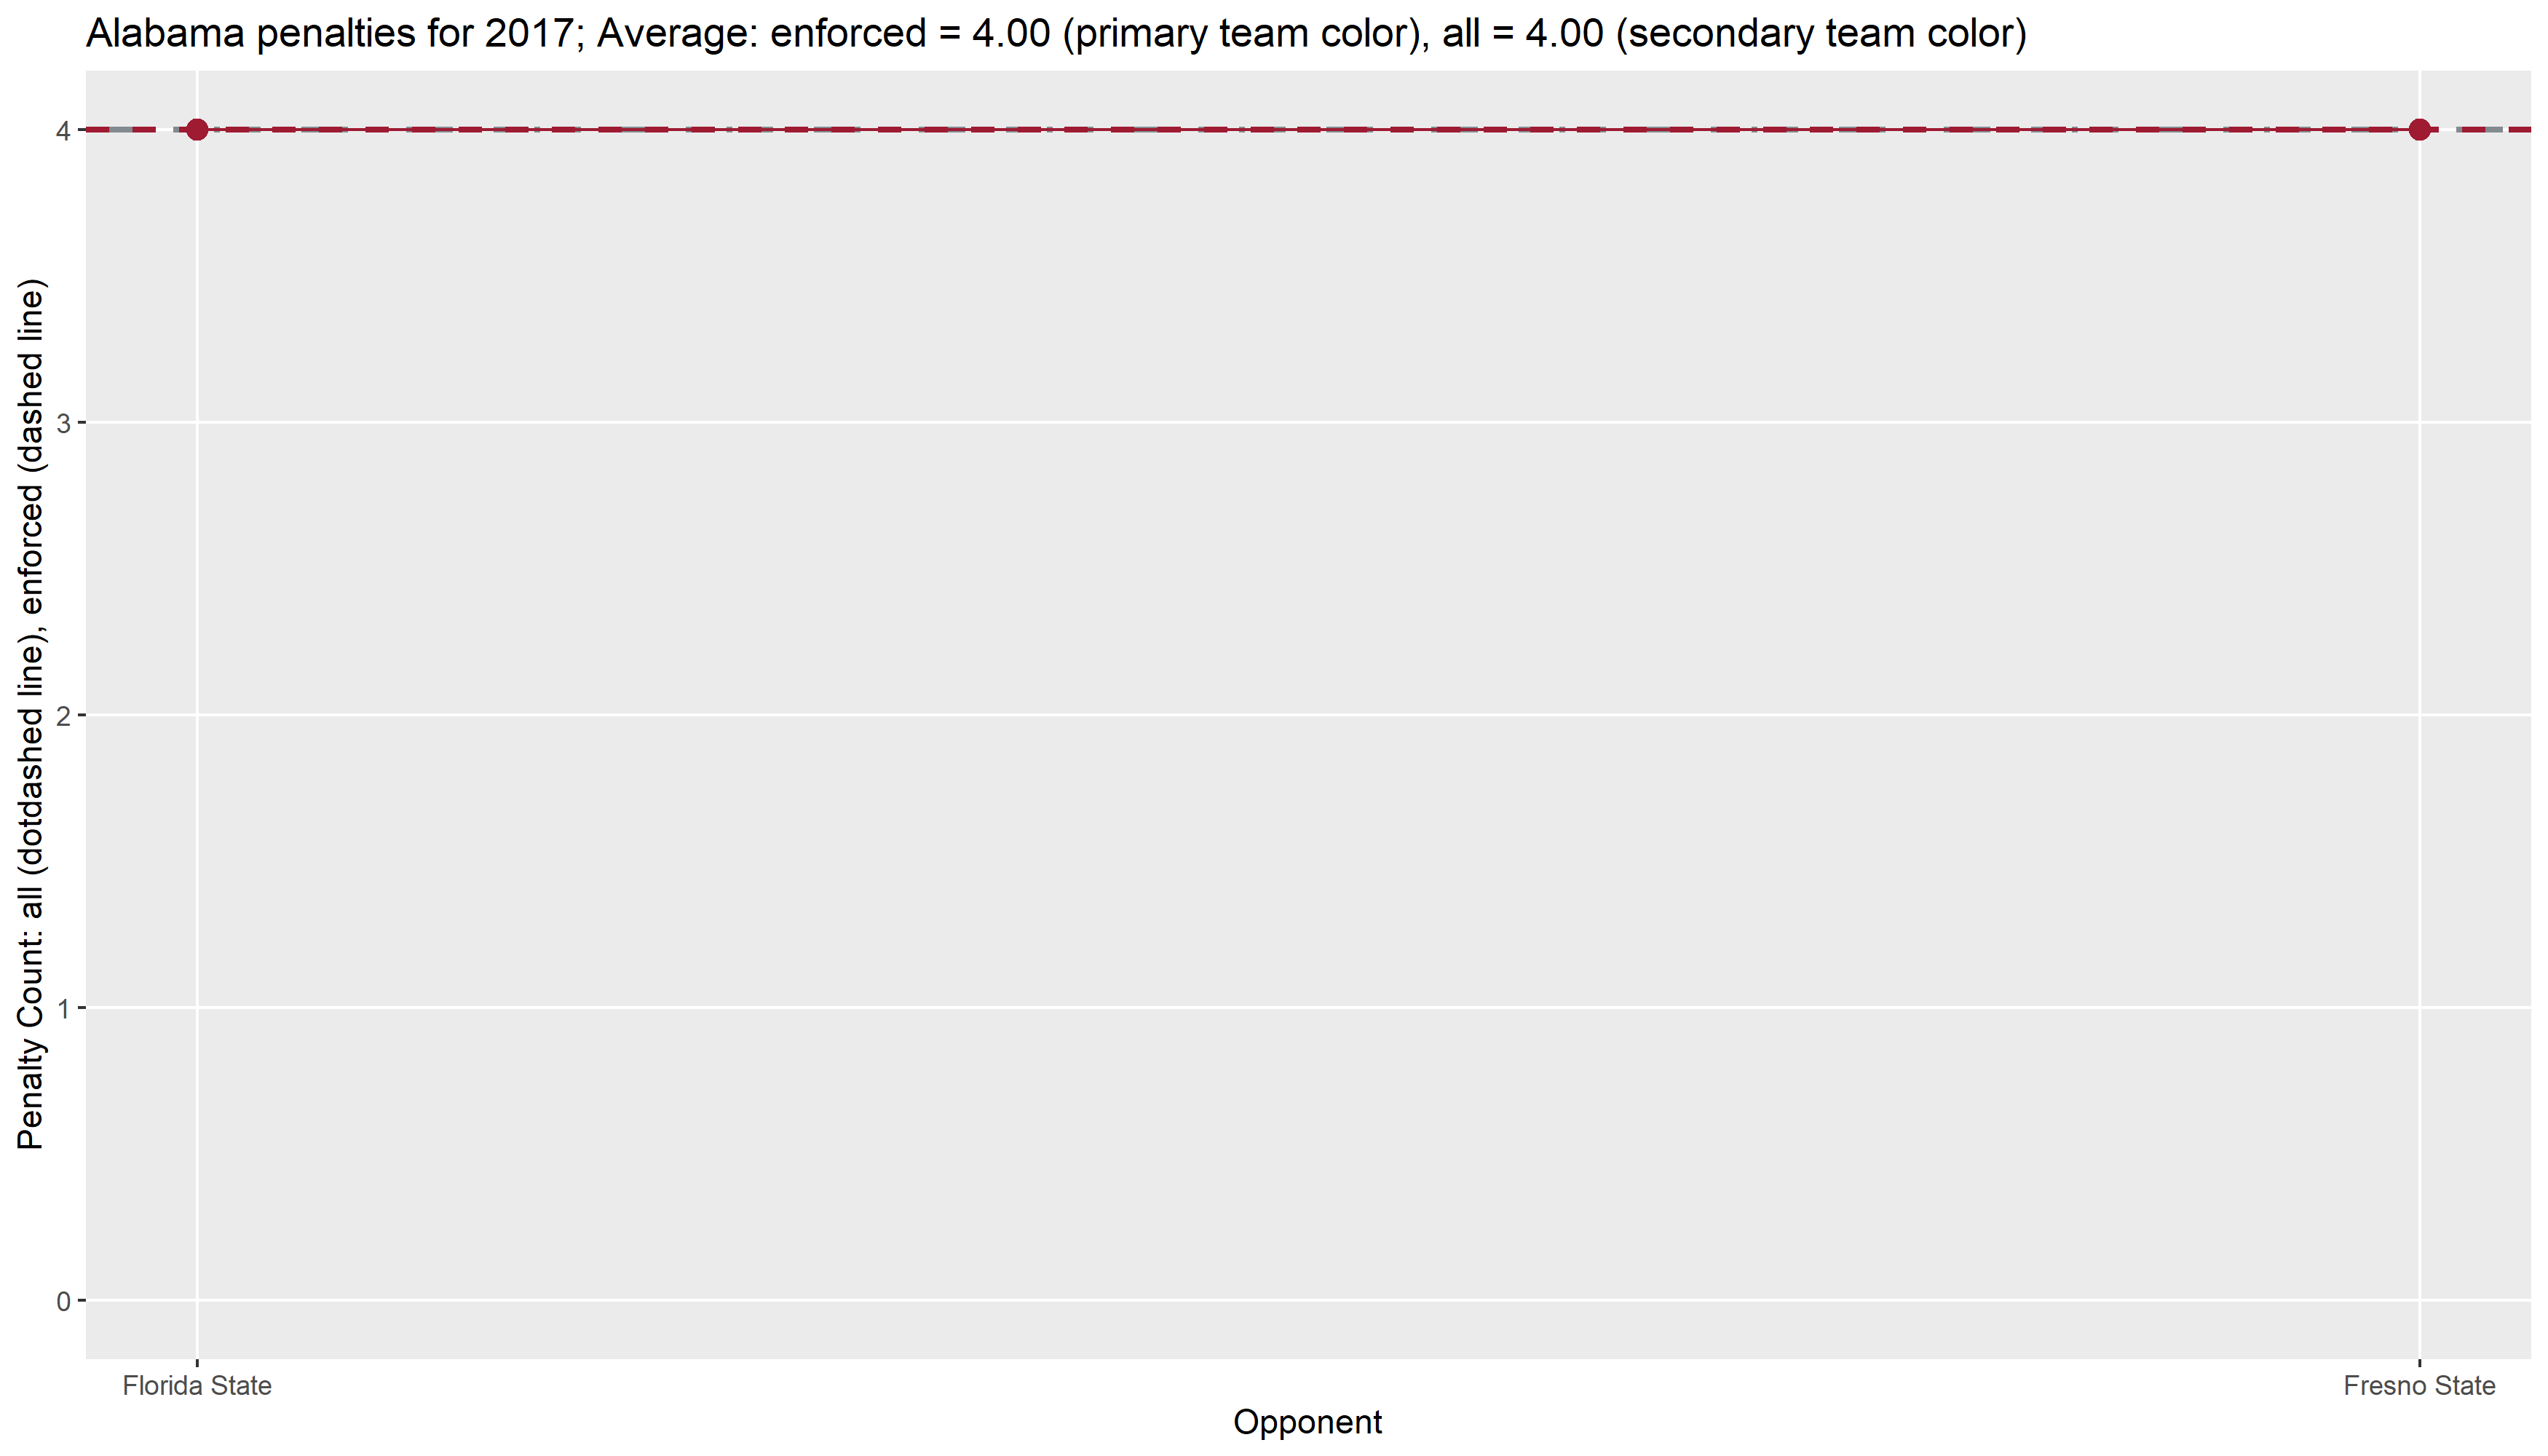 Alabama penalties for 2017; Average: enforced = 4.00 (primary team color), all = 4.00 (secondary team color)
Penalty Count: all (dotdashed line), enforced (dashed line)
4
3
2
1
0
Florida State
Fresno State
Opponent